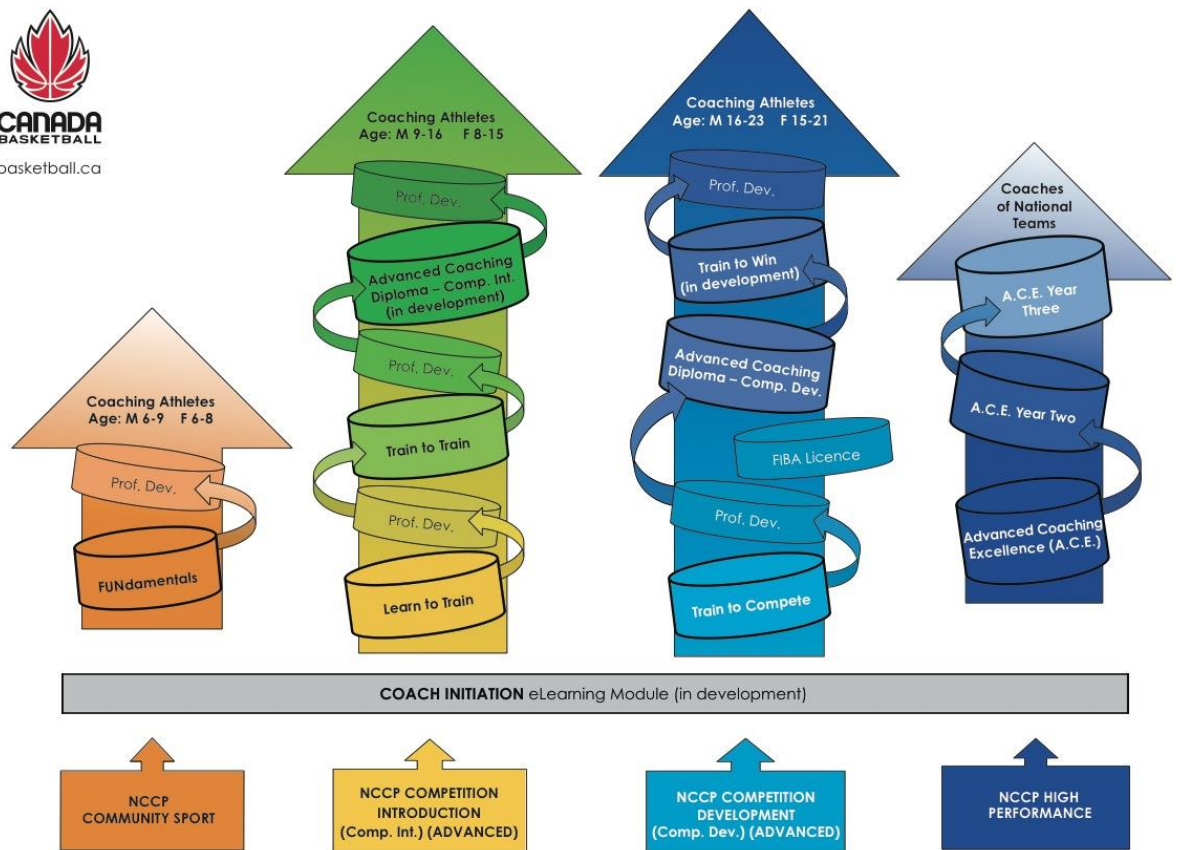 CANADA
BASKETBALL
basketball.ca
Coaching Athletes
Age: M 6-9 F 6-8
Prof. Dev.
FUNdamentals
Coaching Athletes
Age: M 9-16 F 8-15
Prof. Dev.
Advanced Coaching
Diploma – Comp. Int.
(in development)
Prof. Dev.
Train to Train
Prof. Dev.
Learn to Train
Coaching Athletes
Age: M 16-23 F 15-21
Prof. Dev.
Train to Win
(in development)
Advanced Coaching
Diploma – Comp. Dev.
FIBA Licence
Prof. Dev.
Train to Compete
Coaches
of National
Teams
A.C.E. Year
Three
A.C.E. Year Two
Advanced Coaching
Excellence (A.C.E.)
COACH INITIATION eLearning Module (in development)
NCCP
COMMUNITY SPORT
NCCP COMPETITION
INTRODUCTION
(Comp. Int.) (ADVANCED)
NCCP COMPETITION
DEVELOPMENT
(Comp. Dev.) (ADVANCED)
NCCP HIGH
PERFORMANCE